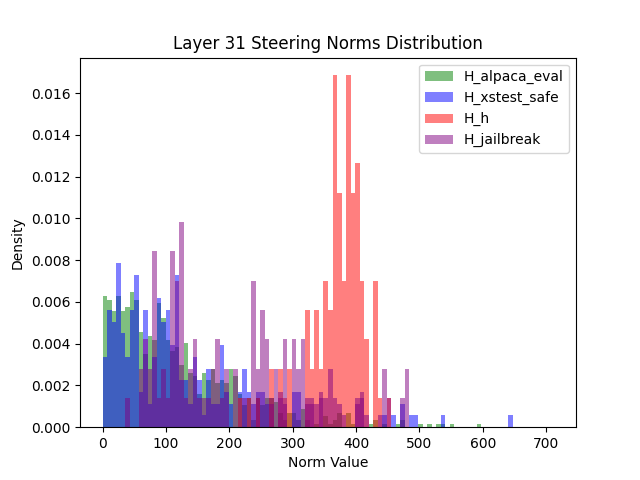 Layer 31 Steering Norms Distribution
H_alpaca_eval
H_xstest_safe
H_h
H_jailbreak
0.016
0.014
0.012
0.010
0.008
0.006
0.004
0.002
0.000
Density
0 100 200 300 400 500 600 700
Norm Value